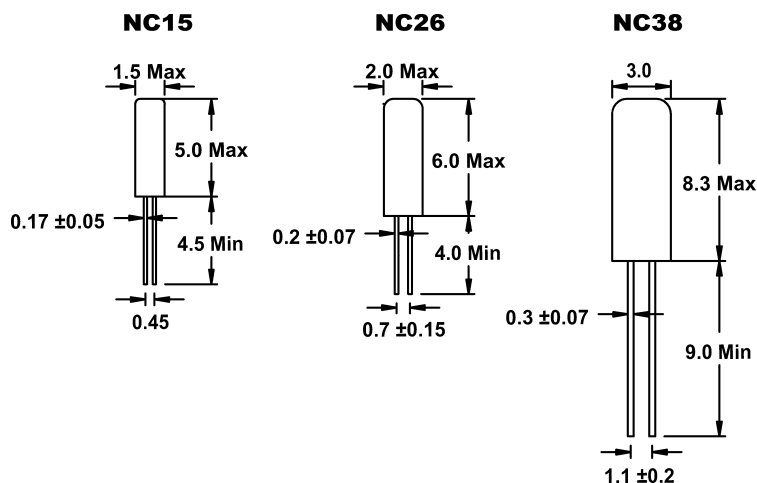 NC15
1.5 Max
5.0 Max
0.17 ±0.05
4.5 Min
0.45
NC26
2.0 Max
6.0 Max
0.2 ±0.07
4.0 Min
0.7 ±0.15
NC38
3.0
8.3 Max
0.3 ±0.07
9.0 Min
1.1 ±0.2